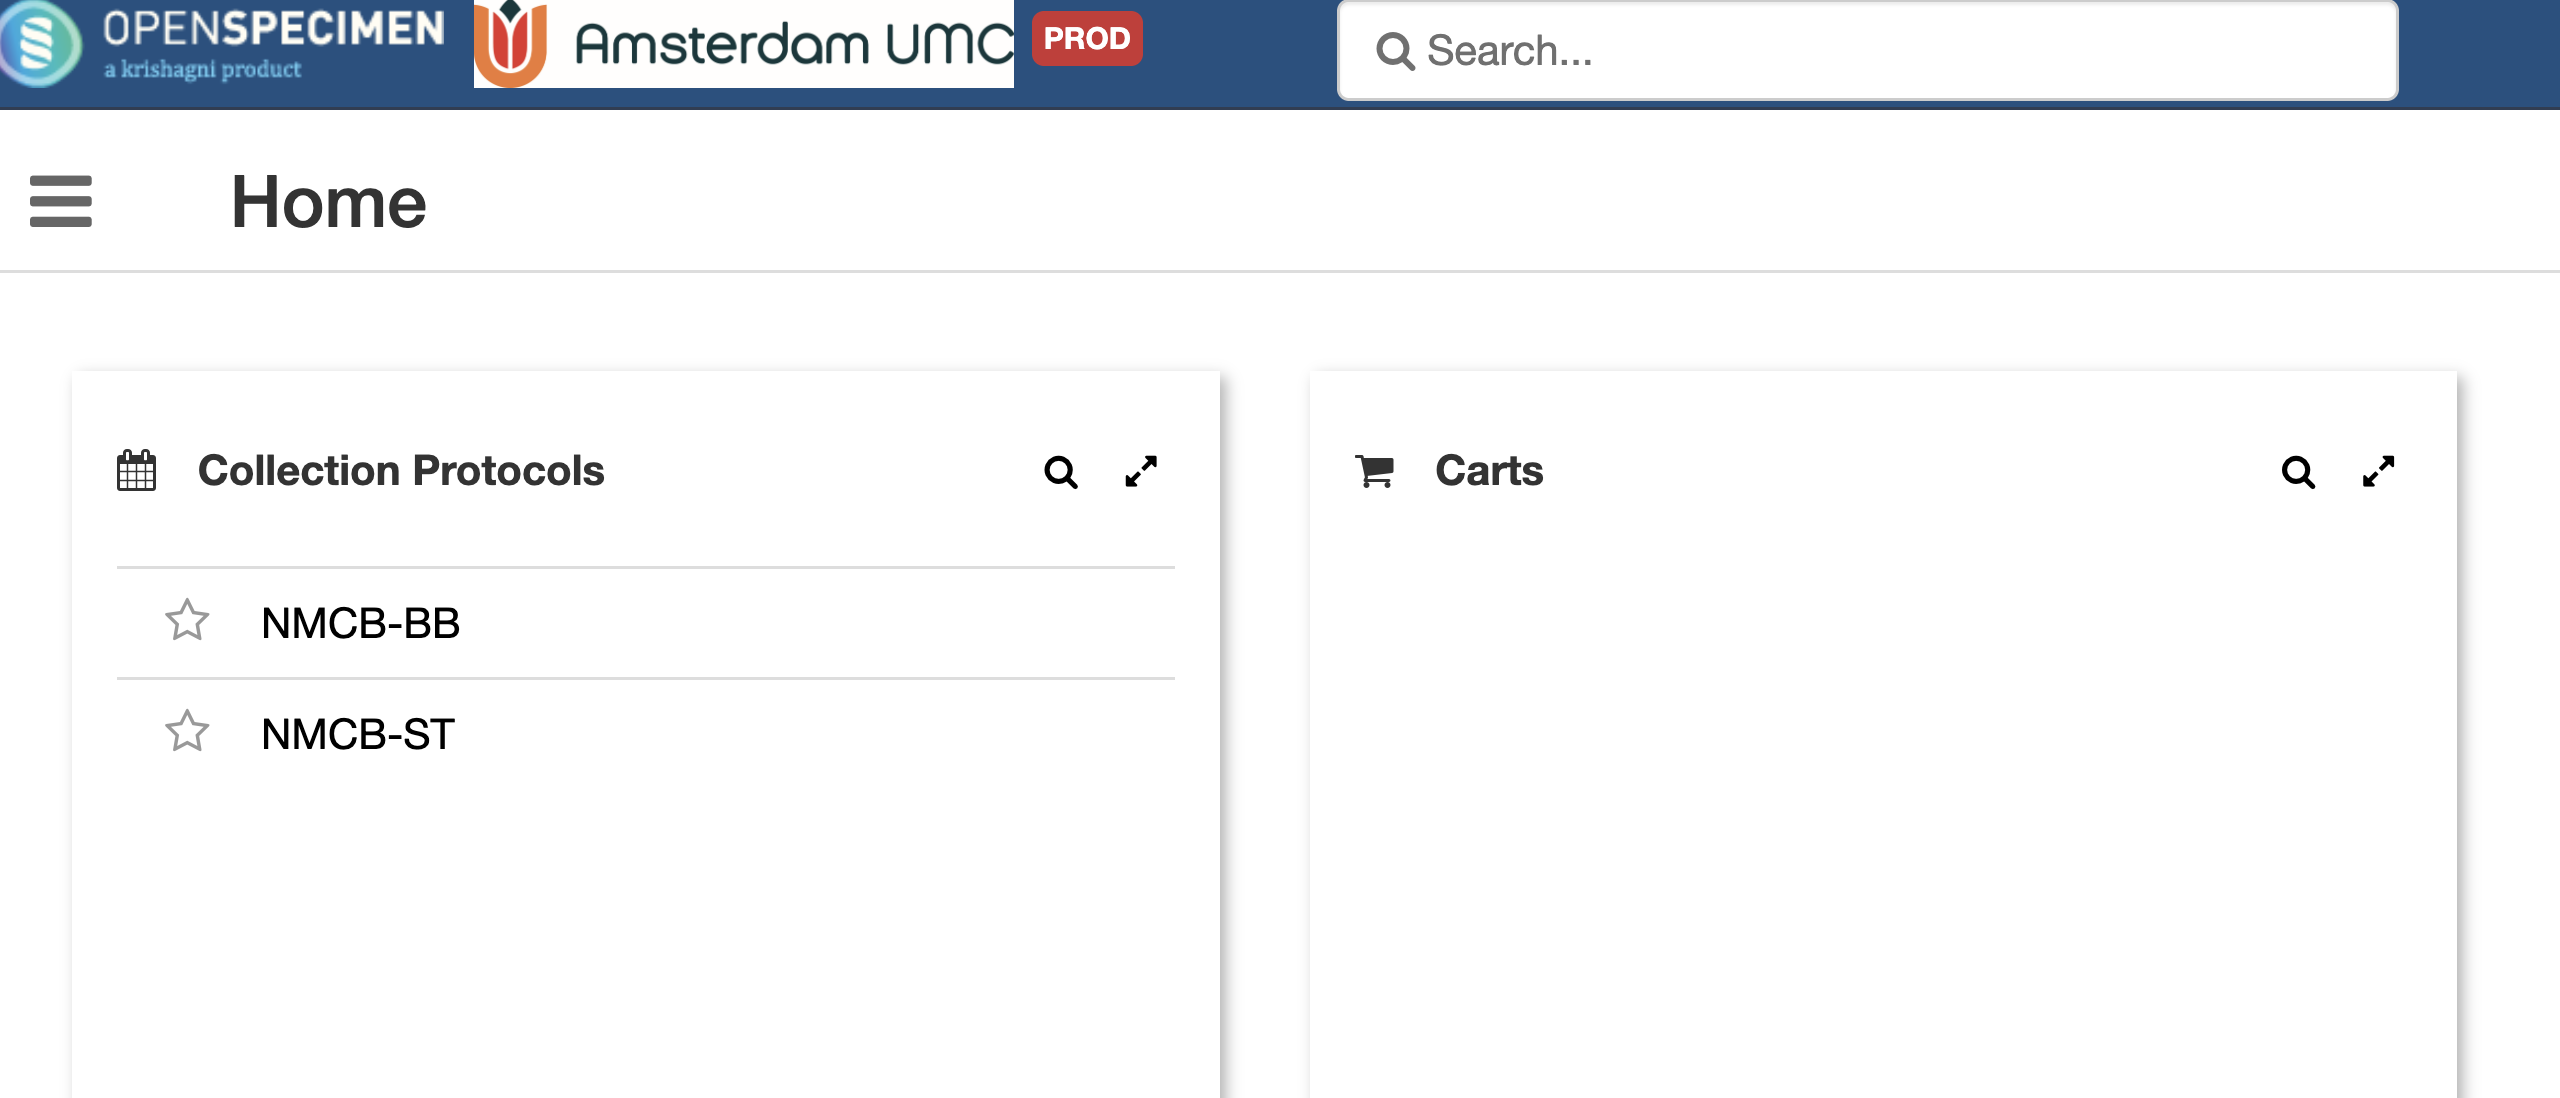 OPENSPECIMEN
a krishagni product
Amsterdam UMC
PROD
Search...
Home
Collection Protocols
NMCB-BB
NMCB-ST
Carts